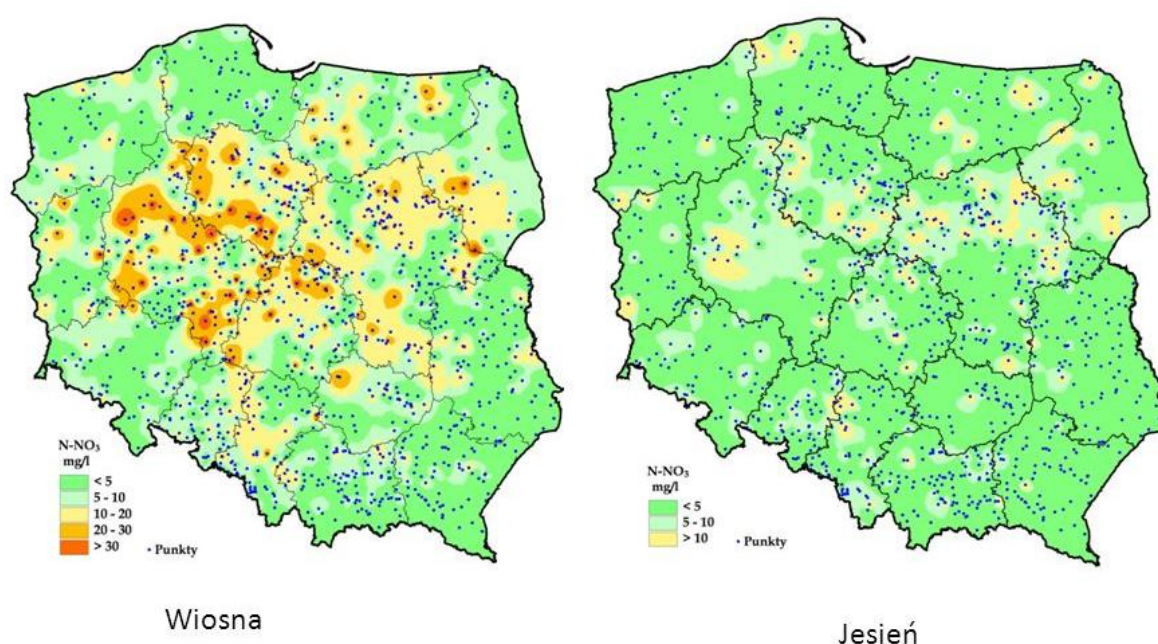 N-NO₃
mg/l
< 5
5 - 10
10 - 20
20 - 30
> 30
Punkty
Wiosna
N-NO₃
mg/l
< 5
5 - 10
> 10
Punkty
Jesień